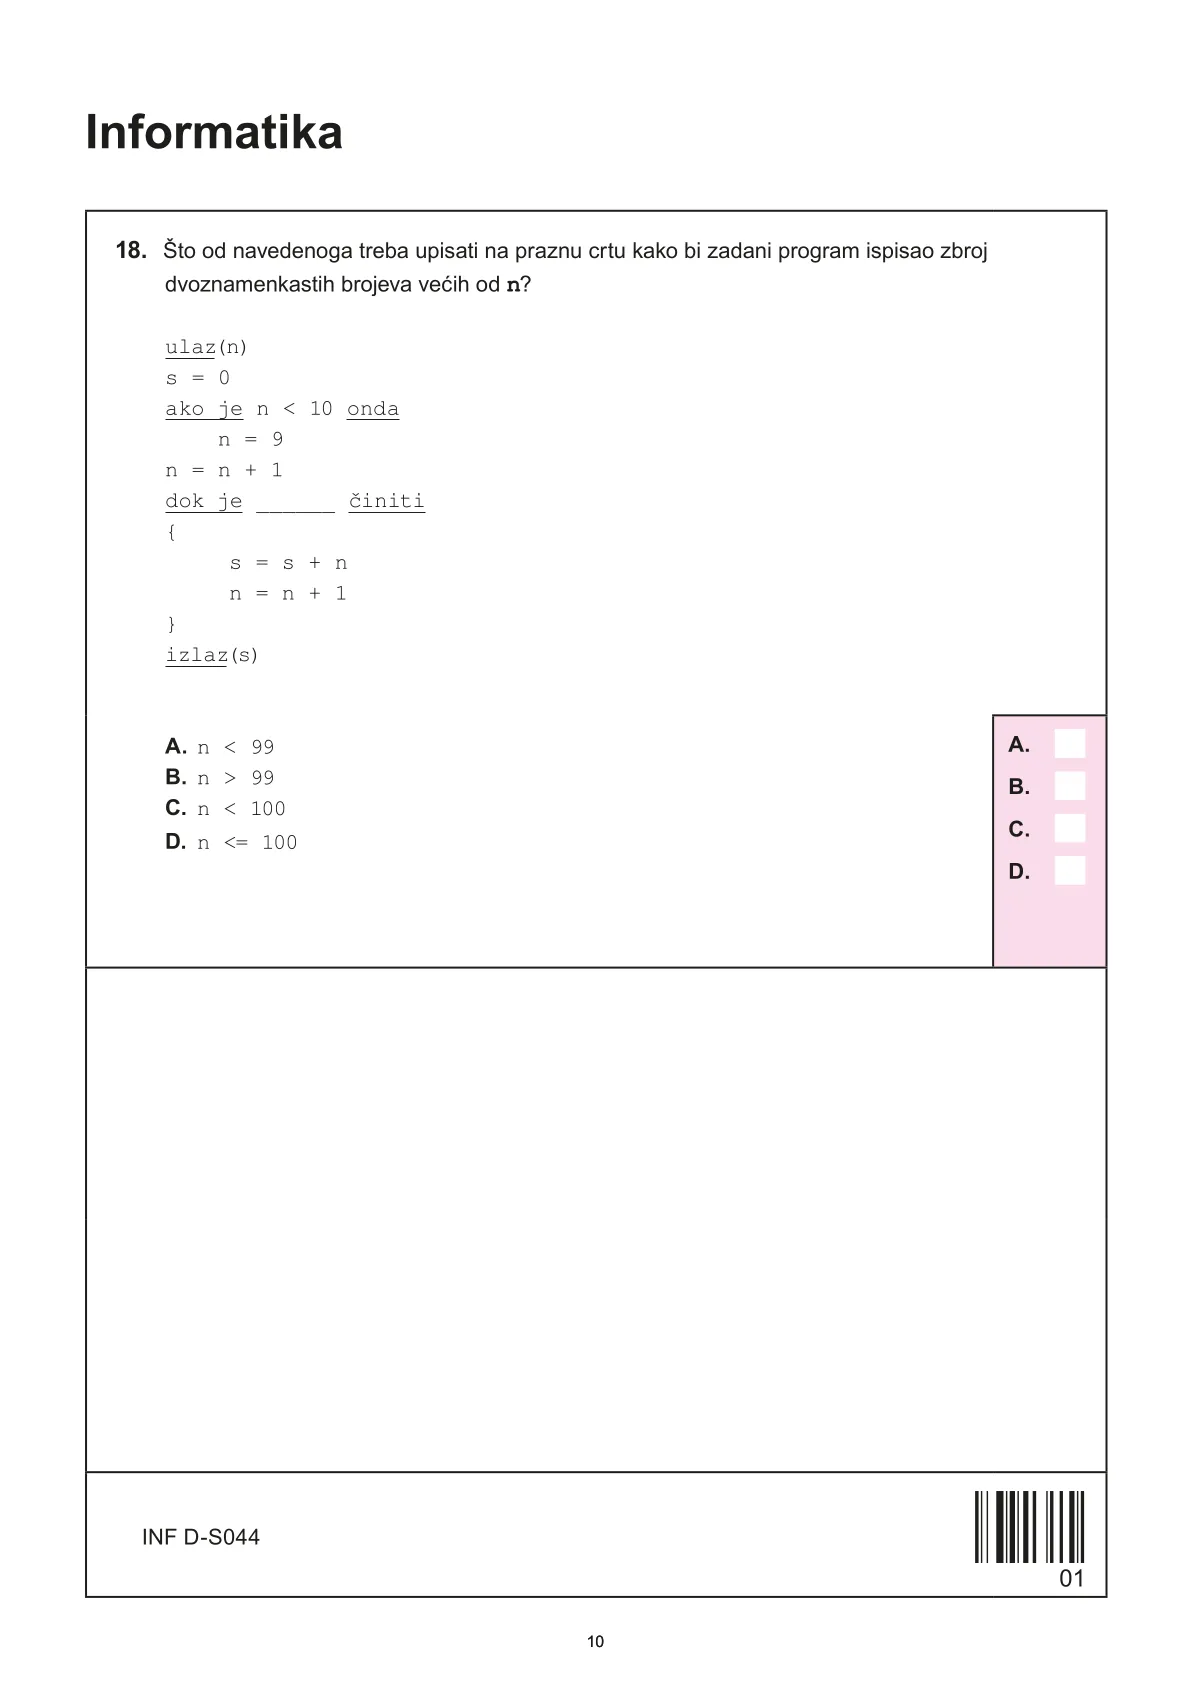 Informatika
18. Što od navedenoga treba upisati na praznu crtu kako bi zadani program ispisao zbroj
dvoznamenkastih brojeva većih od n?
ulaz(n)
s = 0
ako je n < 10 onda
n = 9
n = n + 1
dok je ______ činiti
{
s = s + n
n = n + 1
}
izlaz(s)
A. n < 99
B. n > 99
C. n < 100
D. n <= 100
A.
B.
C.
D.
INF D-S044
01
10